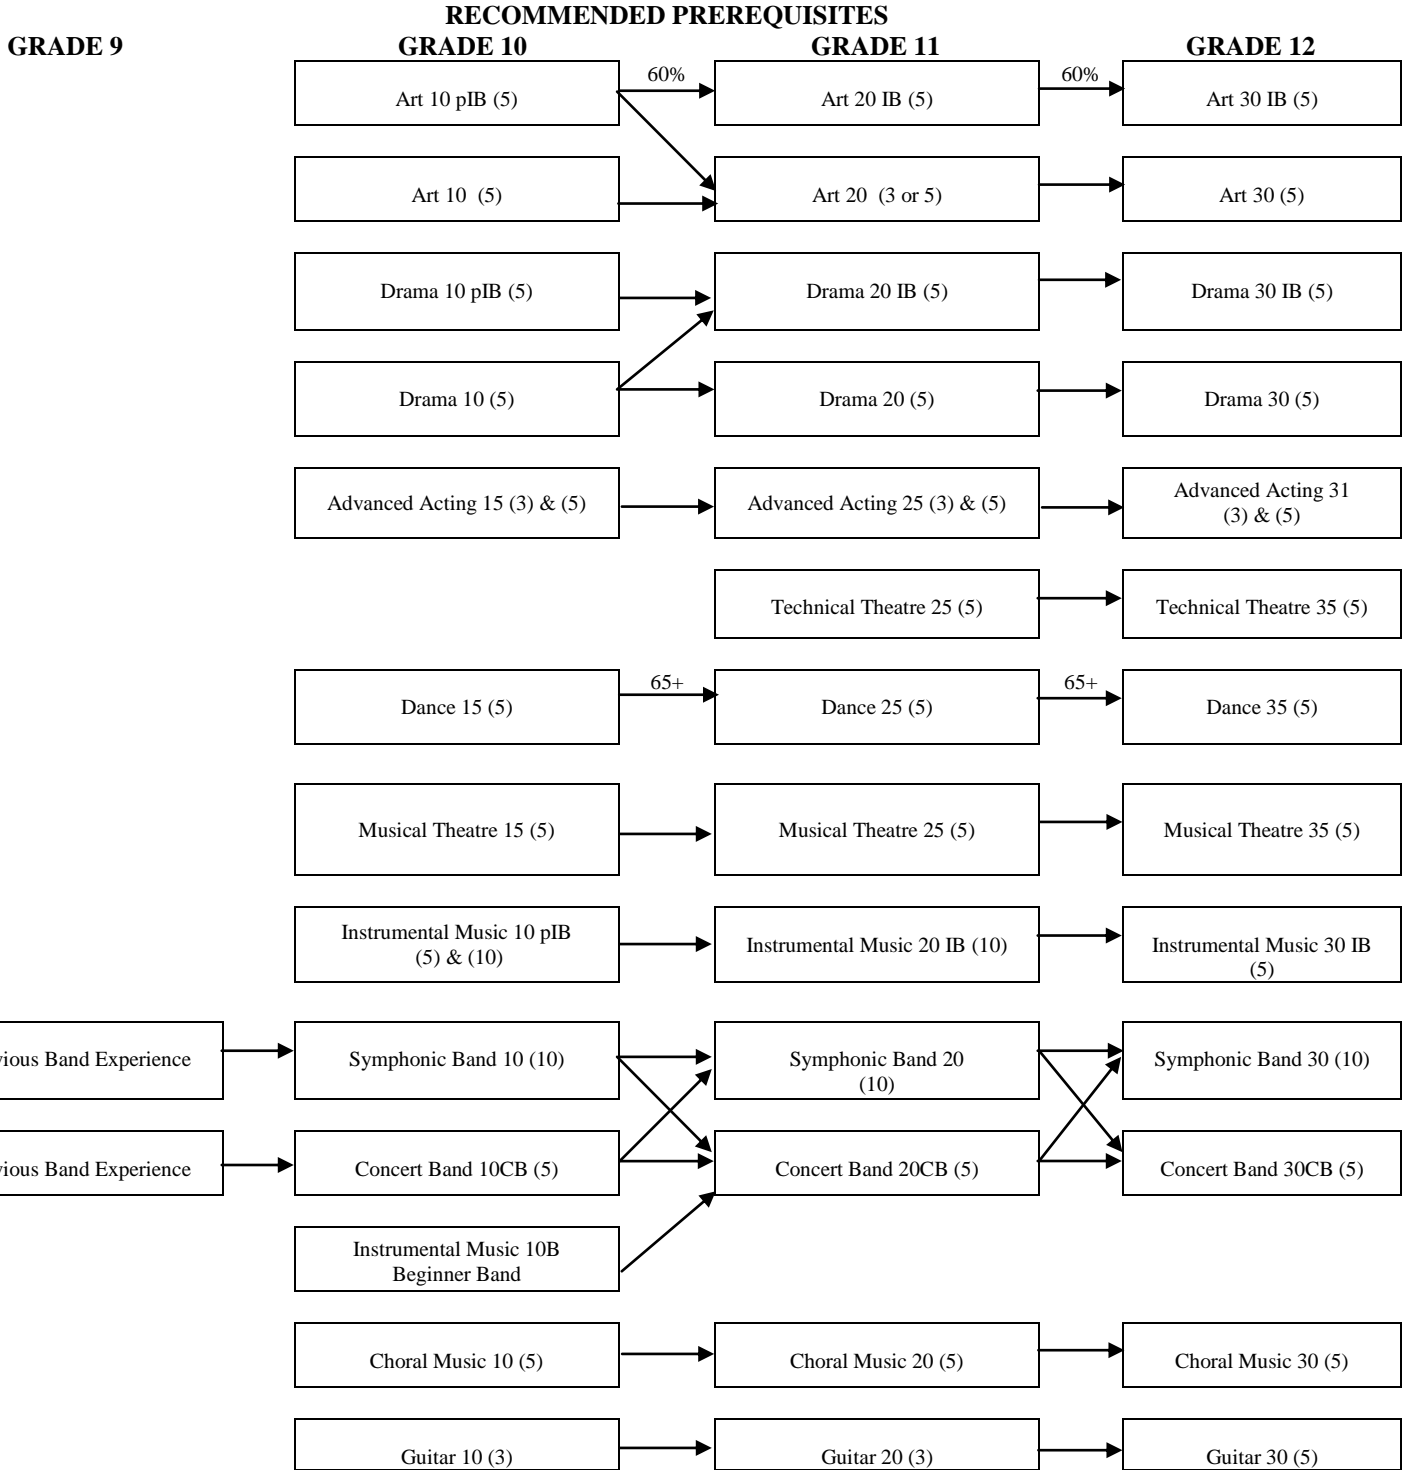 RECOMMENDED PREREQUISITES
GRADE 9 GRADE 10 GRADE 11 GRADE 12
Art 10 pIB (5) 60% Art 20 IB (5) 60% Art 30 IB (5)
Art 10 (5) Art 20 (3 or 5) Art 30 (5)
Drama 10 pIB (5) Drama 20 IB (5) Drama 30 IB (5)
Drama 10 (5) Drama 20 (5) Drama 30 (5)
Advanced Acting 15 (3) & (5) Advanced Acting 25 (3) & (5) Advanced Acting 31
(3) & (5)
Technical Theatre 25 (5) Technical Theatre 35 (5)
Dance 15 (5) 65+ Dance 25 (5) 65+ Dance 35 (5)
Musical Theatre 15 (5) Musical Theatre 25 (5) Musical Theatre 35 (5)
Instrumental Music 10 pIB
(5) & (10) Instrumental Music 20 IB (10) Instrumental Music 30 IB
(5)
vious Band Experience Symphonic Band 10 (10) Symphonic Band 20
(10) Symphonic Band 30 (10)
vious Band Experience Concert Band 10CB (5) Concert Band 20CB (5) Concert Band 30CB (5)
Instrumental Music 10B
Beginner Band
Choral Music 10 (5) Choral Music 20 (5) Choral Music 30 (5)
Guitar 10 (3) Guitar 20 (3) Guitar 30 (5)